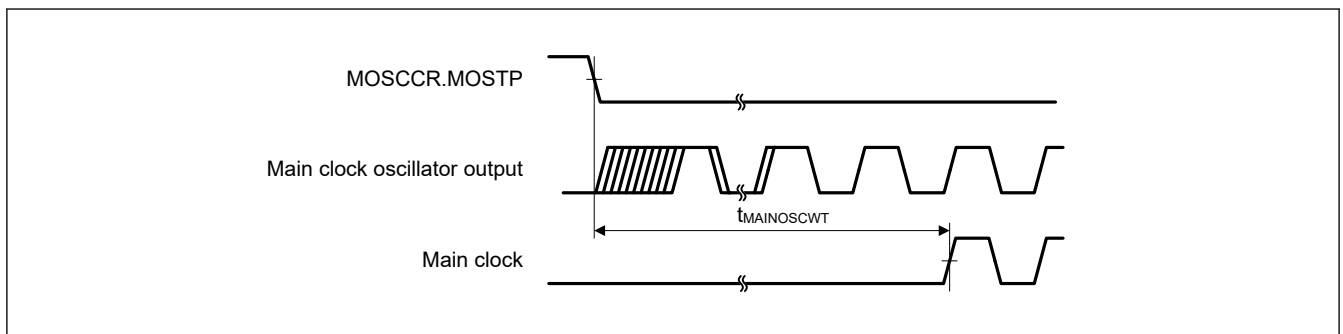 MOSCCR.MOSTP
Main clock oscillator output
tMAINOSCWT
Main clock